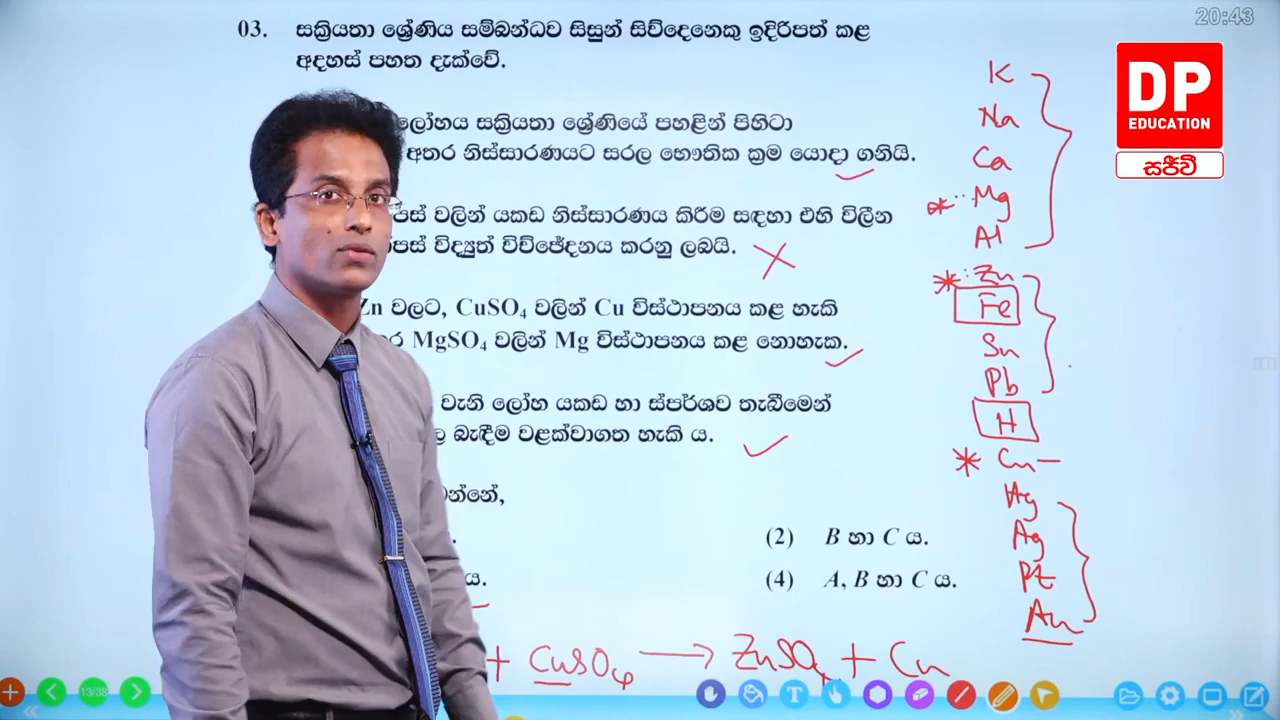 20:43
03. සක්‍රියතා ශ්‍රේණිය සම්බන්ධව සිසුන් සිව්දෙනෙකු ඉදිරිපත් කළ
අදහස් පහත දැක්වේ.
ලෝහය සක්‍රියතා ශ්‍රේණියේ පහළින් පිහිටා
අතර නිස්සාරණයට සරල භෞතික ක්‍රම යොදා ගනියි.
වලින් යකඩ නිස්සාරණය කිරීම සඳහා එහි විලීන
විද්‍යුත් විච්ඡේදනය කරනු ලබයි.
Zn වලට, CuSO₄ වලින් Cu විස්ථාපනය කළ හැකි
MgSO₄ වලින් Mg විස්ථාපනය කළ නොහැක.
වැනි ලෝහ යකඩ හා ස්පර්ශව තැබීමෙන්
බැඳීම වළක්වාගත හැකි ය.
(2) B හා C ය.
ය.
(4) A, B හා C ය.
+ CuSO₄ → ZnSO₄ + Cu
K
Na
Ca
Mg
Al
Zn
Fe
Sn
Pb
H
Cu
Hg
Ag
Pt
Au
DP
EDUCATION
සජීවී
13/38